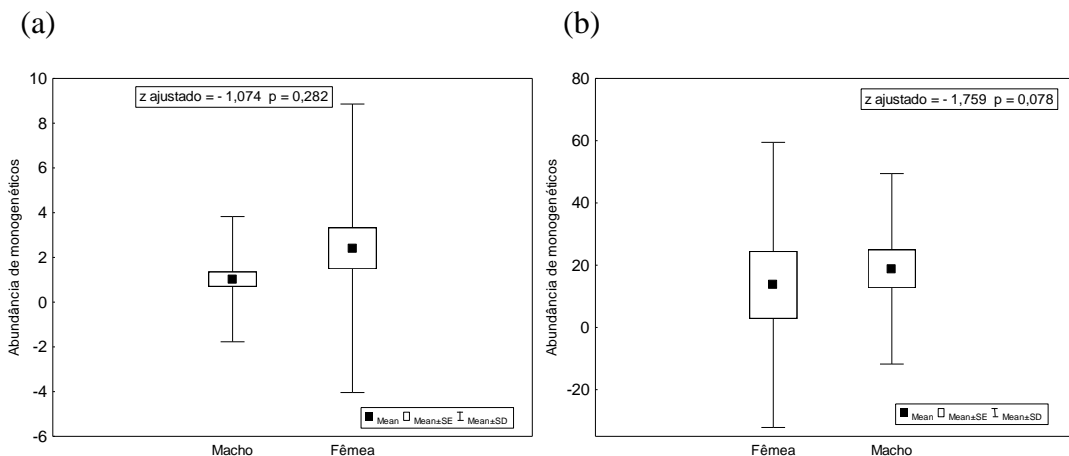 (a)
(b)
z ajustado = - 1,074 p = 0,282
Abundância de monogenéticos
10
8
6
4
2
0
-2
-4
-6
Macho
Fêmea
Mean
Mean±SE
Mean±SD
z ajustado = - 1,759 p = 0,078
Abundância de monogenéticos
80
60
40
20
0
-20
Fêmea
Macho
Mean
Mean±SE
Mean±SD